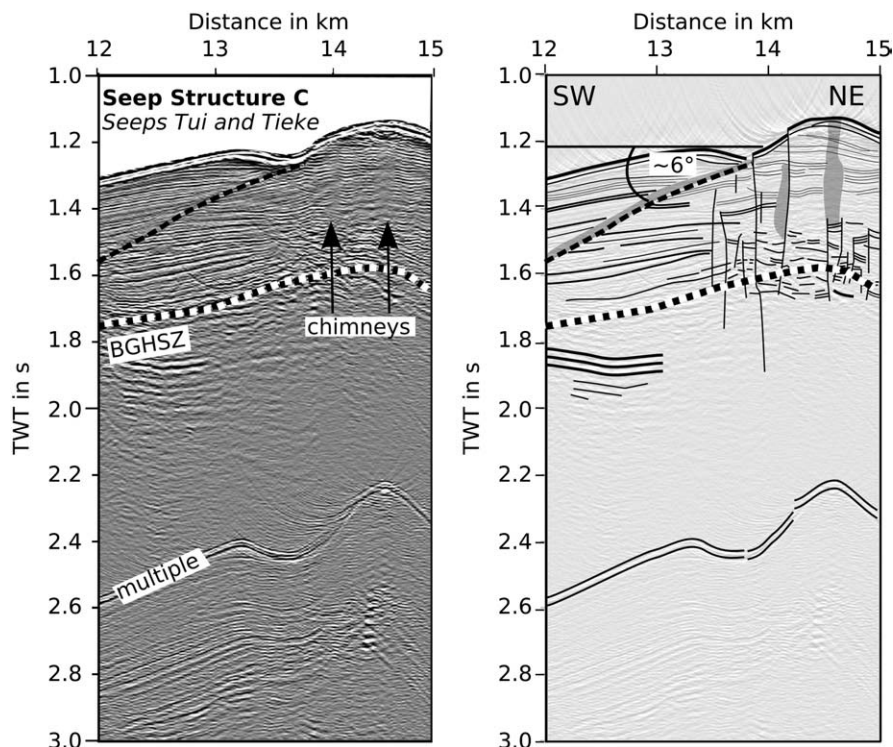 Distance in km
12 13 14 15
TWT in s
1.0
1.2
1.4
1.6
1.8
2.0
2.2
2.4
2.6
2.8
3.0
Seep Structure C
Seeps Tui and Tieke
chimneys
BGHSZ
multiple
Distance in km
12 13 14 15
TWT in s
1.0
1.2
1.4
1.6
1.8
2.0
2.2
2.4
2.6
2.8
3.0
SW NE
~6°